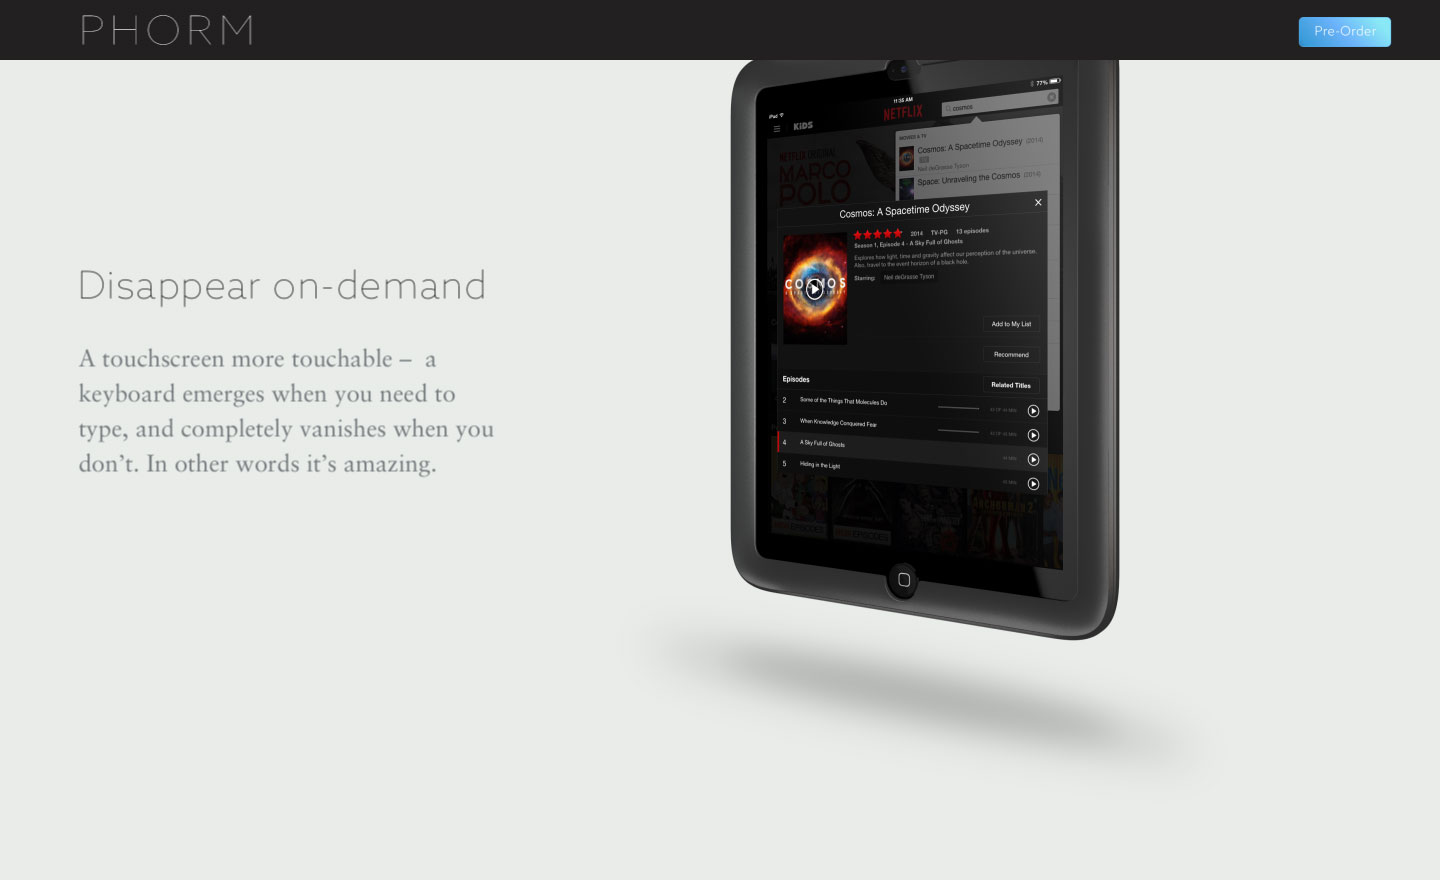 PHORM
Pre-Order
Disappear on-demand
A touchscreen more touchable – a
keyboard emerges when you need to
type, and completely vanishes when you
don’t. In other words it’s amazing.
iPad
11:35 AM
77%
KIDS
NETFLIX
cosmos
MOVIES & TV
Cosmos: A Spacetime Odyssey (2014)
Neil deGrasse Tyson
Space: Unraveling the Cosmos (2014)
NETFLIX ORIGINAL
MARCO
POLO
Cosmos: A Spacetime Odyssey
2014 TV-PG 13 episodes
Season 1, Episode 4 - A Sky Full of Ghosts
Explores how light, time and gravity affect our perception of the universe.
Also, travel to the event horizon of a black hole.
Starring: Neil deGrasse Tyson
COSMOS
Add to My List
Recommend
Episodes
Related Titles
2 Some of the Things That Molecules Do
3 When Knowledge Conquered Fear
4 A Sky Full of Ghosts
5 Hiding in the Light
EPISODES
EPISODES
ANCHORMAN 2